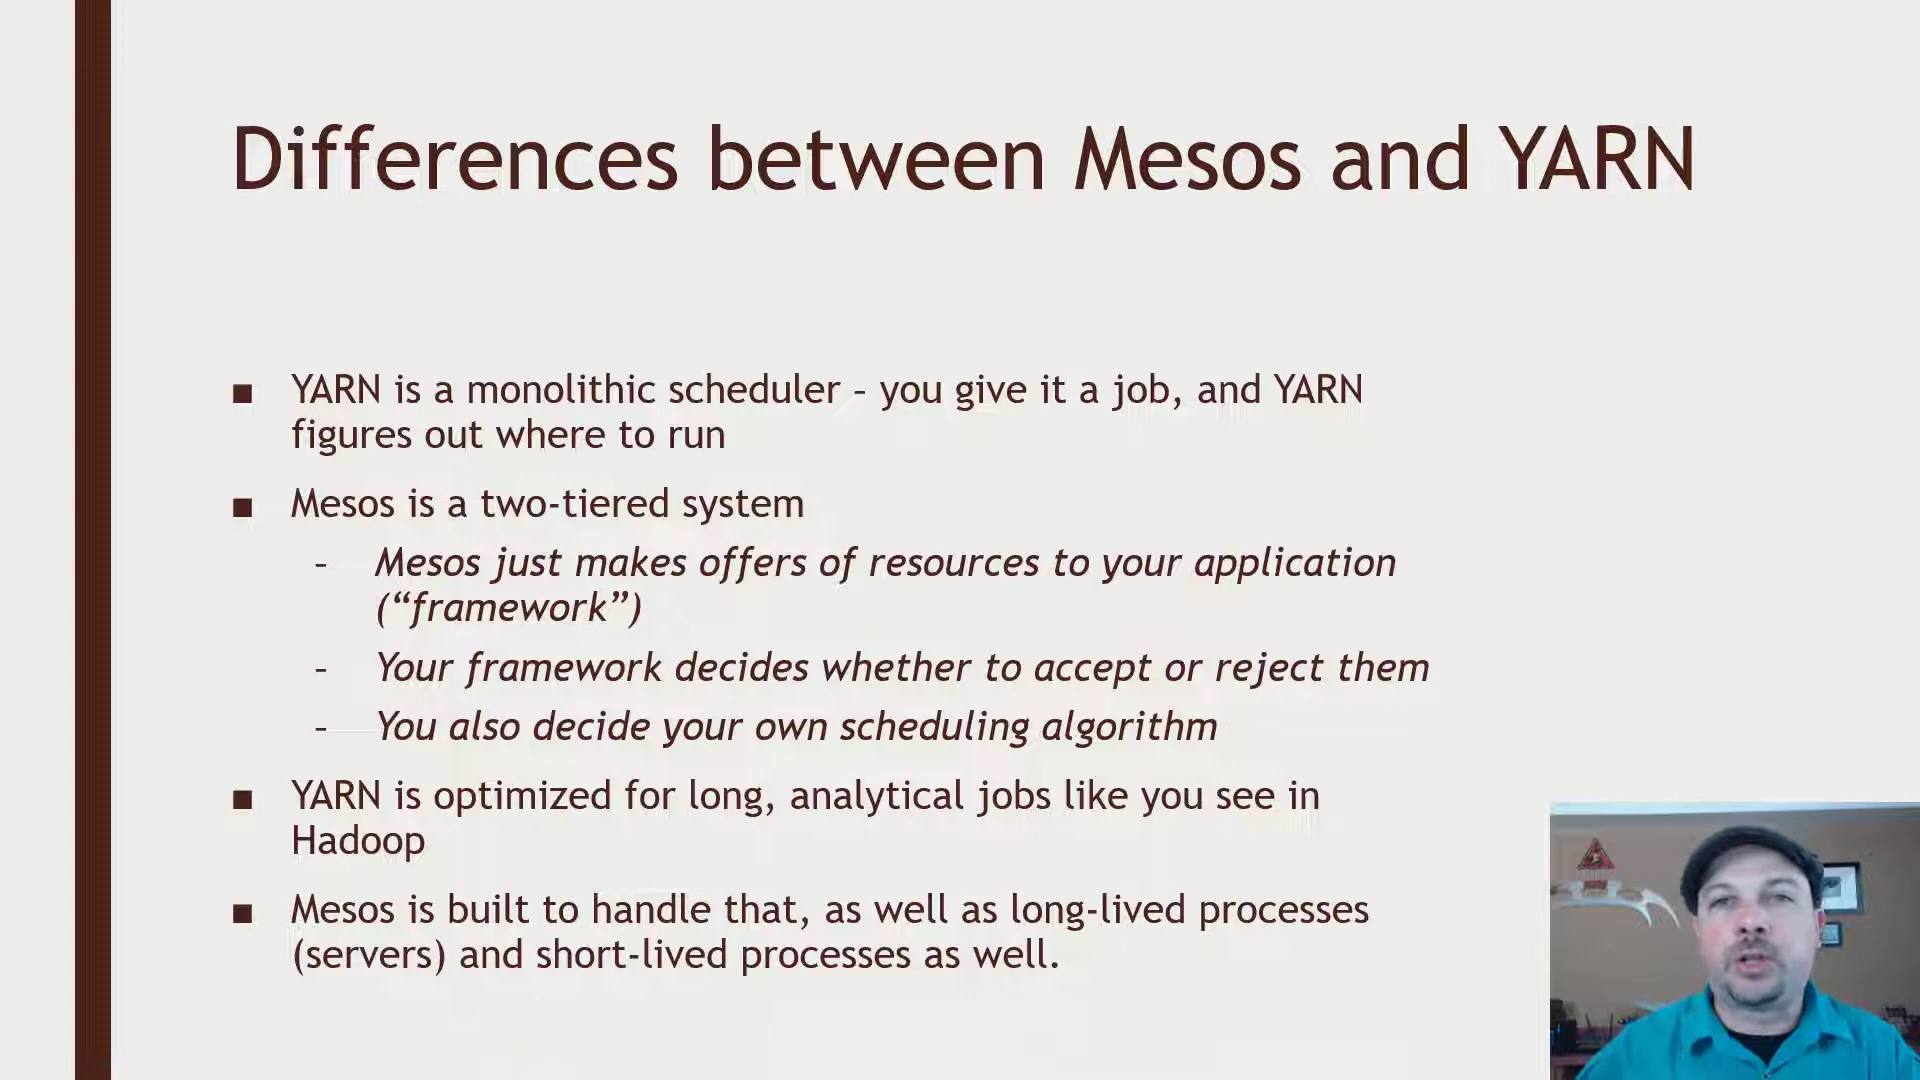 Differences between Mesos and YARN
■ YARN is a monolithic scheduler – you give it a job, and YARN
figures out where to run
■ Mesos is a two-tiered system
– Mesos just makes offers of resources to your application
(“framework”)
– Your framework decides whether to accept or reject them
– You also decide your own scheduling algorithm
■ YARN is optimized for long, analytical jobs like you see in
Hadoop
■ Mesos is built to handle that, as well as long-lived processes
(servers) and short-lived processes as well.